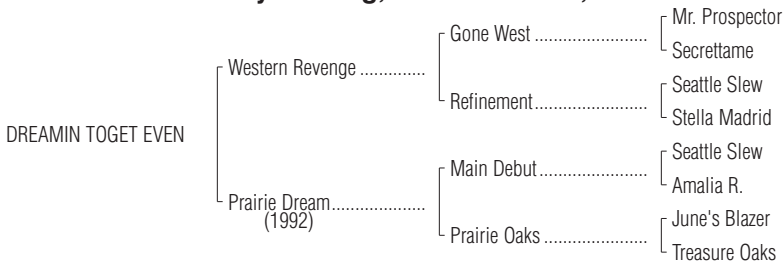 Mr. Prospector
Gone West
Secrettame
Western Revenge
Seattle Slew
Refinement
Stella Madrid
DREAMIN TOGET EVEN
Seattle Slew
Main Debut
Amalia R.
Prairie Dream
(1992)
June's Blazer
Prairie Oaks
Treasure Oaks